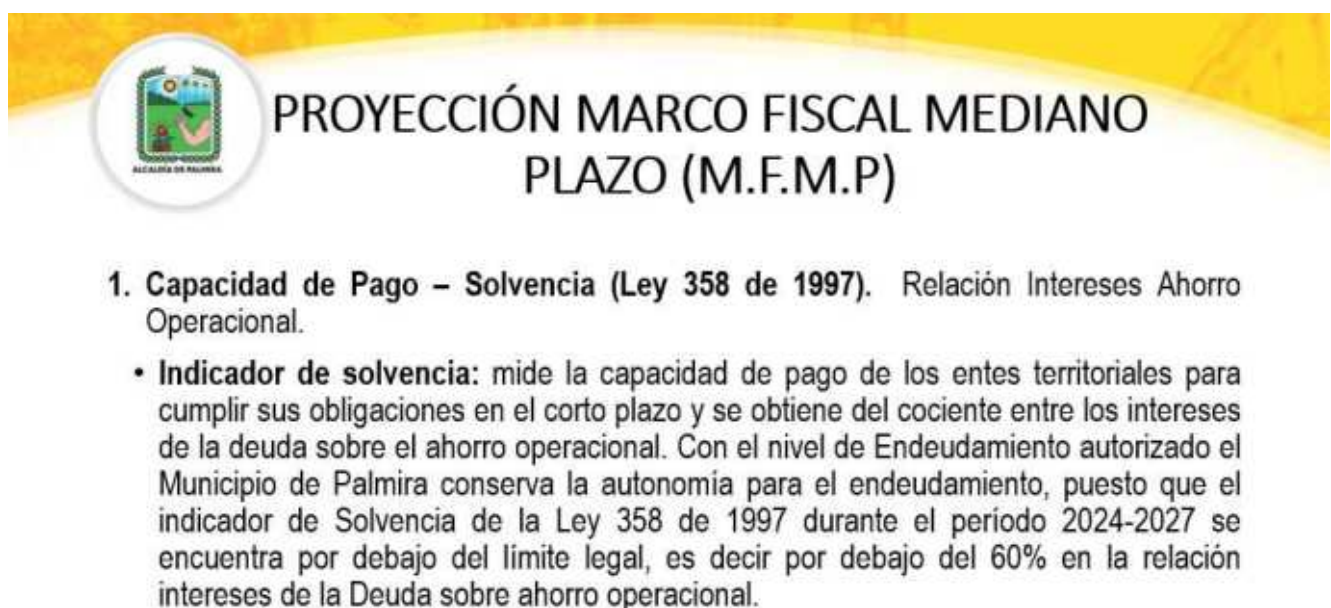 ALCALDÍA DE PALMIRA
PROYECCIÓN MARCO FISCAL MEDIANO
PLAZO (M.F.M.P)
1. Capacidad de Pago – Solvencia (Ley 358 de 1997). Relación Intereses Ahorro
Operacional.
• Indicador de solvencia: mide la capacidad de pago de los entes territoriales para
cumplir sus obligaciones en el corto plazo y se obtiene del cociente entre los intereses
de la deuda sobre el ahorro operacional. Con el nivel de Endeudamiento autorizado el
Municipio de Palmira conserva la autonomía para el endeudamiento, puesto que el
indicador de Solvencia de la Ley 358 de 1997 durante el período 2024-2027 se
encuentra por debajo del límite legal, es decir por debajo del 60% en la relación
intereses de la Deuda sobre ahorro operacional.